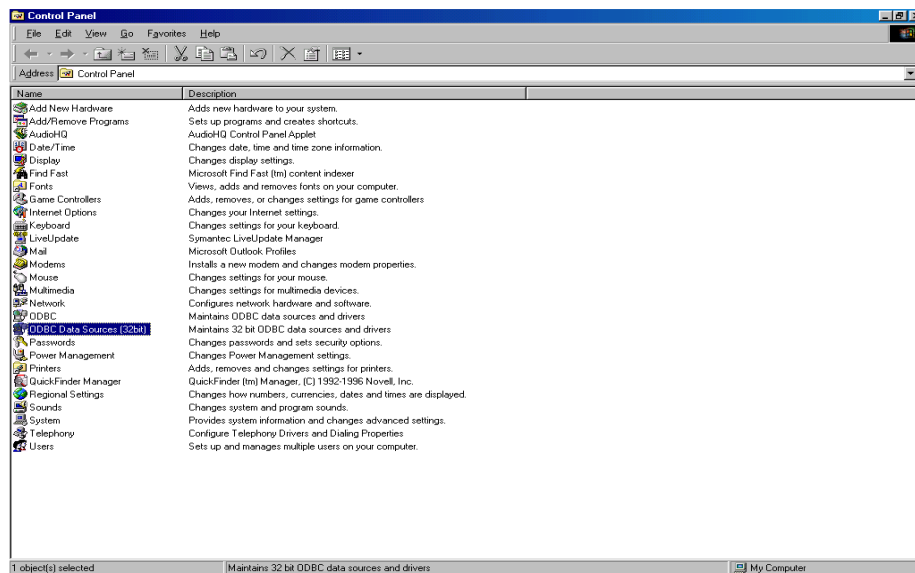 Control Panel
File Edit View Go Favorites Help
Address Control Panel
Name Description
Add New Hardware Adds new hardware to your system.
Add/Remove Programs Sets up programs and creates shortcuts.
AudioHQ AudioHQ Control Panel Applet
Date/Time Changes date, time and time zone information.
Display Changes display settings.
Find Fast Microsoft Find Fast (tm) content indexer
Fonts Views, adds and removes fonts on your computer.
Game Controllers Adds, removes, or changes settings for game controllers
Internet Options Changes your Internet settings.
Keyboard Changes settings for your keyboard.
LiveUpdate Symantec LiveUpdate Manager
Mail Microsoft Outlook Profiles
Modems Installs a new modem and changes modem properties.
Mouse Changes settings for your mouse.
Multimedia Changes settings for multimedia devices.
Network Configures network hardware and software.
ODBC Maintains ODBC data sources and drivers
ODBC Data Sources (32bit) Maintains 32 bit ODBC data sources and drivers
Passwords Changes passwords and sets security options.
Power Management Changes Power Management settings.
Printers Adds, removes and changes settings for printers.
QuickFinder Manager QuickFinder (tm) Manager, (C) 1992-1996 Novell, Inc.
Regional Settings Changes how numbers, currencies, dates and times are displayed.
Sounds Changes system and program sounds.
System Provides system information and changes advanced settings.
Telephony Configure Telephony Drivers and Dialing Properties
Users Sets up and manages multiple users on your computer.
1 object(s) selected Maintains 32 bit ODBC data sources and drivers My Computer